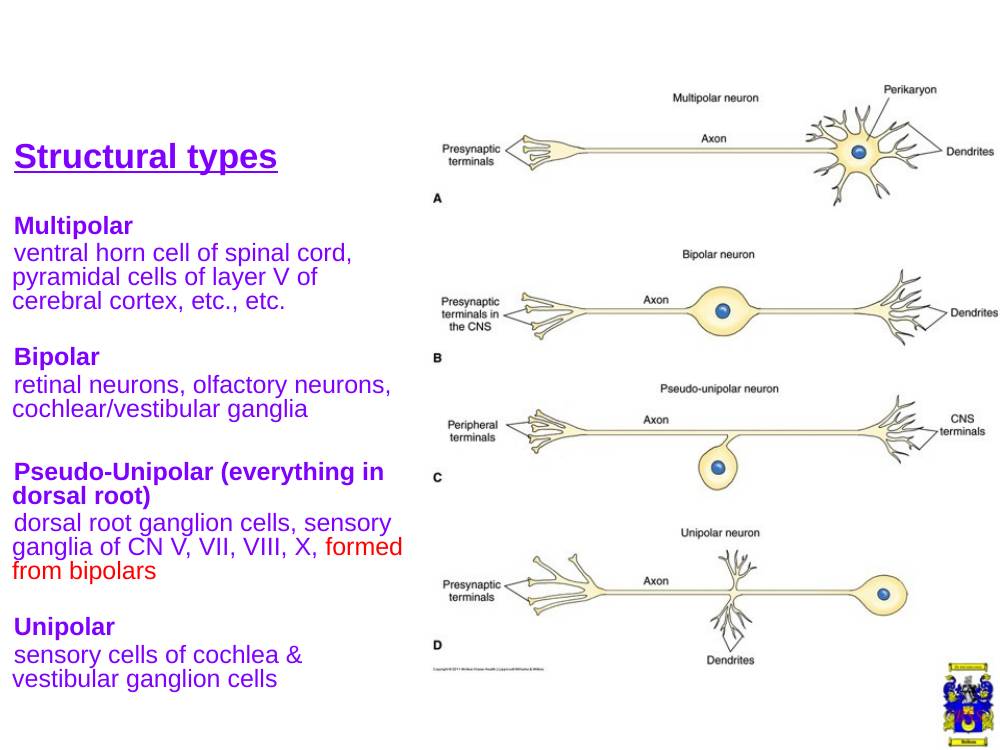 Structural types
Multipolar
ventral horn cell of spinal cord,
pyramidal cells of layer V of
cerebral cortex, etc., etc.
Bipolar
retinal neurons, olfactory neurons,
cochlear/vestibular ganglia
Pseudo-Unipolar (everything in
dorsal root)
dorsal root ganglion cells, sensory
ganglia of CN V, VII, VIII, X, formed
from bipolars
Unipolar
sensory cells of cochlea &
vestibular ganglion cells
Perikaryon
Multipolar neuron
Axon
Presynaptic
terminals
Dendrites
A
Bipolar neuron
Axon
Presynaptic
terminals in
the CNS
Dendrites
B
Pseudo-unipolar neuron
Axon
Peripheral
terminals
CNS
terminals
C
Unipolar neuron
Axon
Presynaptic
terminals
D
Dendrites